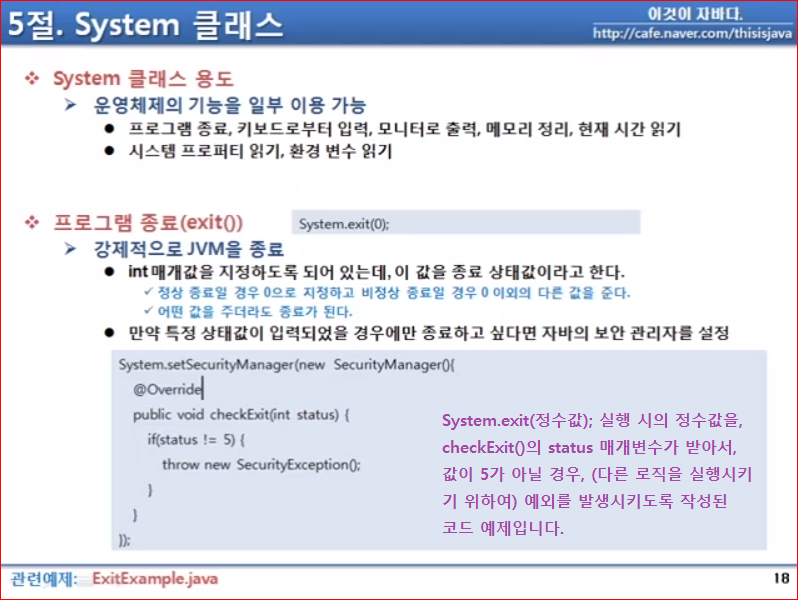 5절. System 클래스
이것이 자바다.
http://cafe.naver.com/thisisjava
❖ System 클래스 용도
➤ 운영체제의 기능을 일부 이용 가능
● 프로그램 종료, 키보드로부터 입력, 모니터로 출력, 메모리 정리, 현재 시간 읽기
● 시스템 프로퍼티 읽기, 환경 변수 읽기
❖ 프로그램 종료(exit())
System.exit(0);
➤ 강제적으로 JVM을 종료
● int 매개값을 지정하도록 되어 있는데, 이 값을 종료 상태값이라고 한다.
✓ 정상 종료일 경우 0으로 지정하고 비정상 종료일 경우 0 이외의 다른 값을 준다.
✓ 어떤 값을 주더라도 종료가 된다.
● 만약 특정 상태값이 입력되었을 경우에만 종료하고 싶다면 자바의 보안 관리자를 설정
System.setSecurityManager(new SecurityManager(){
@Override
public void checkExit(int status) {
if(status != 5) {
throw new SecurityException();
}
}
});
System.exit(정수값); 실행 시의 정수값을,
checkExit()의 status 매개변수가 받아서,
값이 5가 아닐 경우, (다른 로직을 실행시키
기 위하여) 예외를 발생시키도록 작성된
코드 예제입니다.
관련예제: ExitExample.java
18